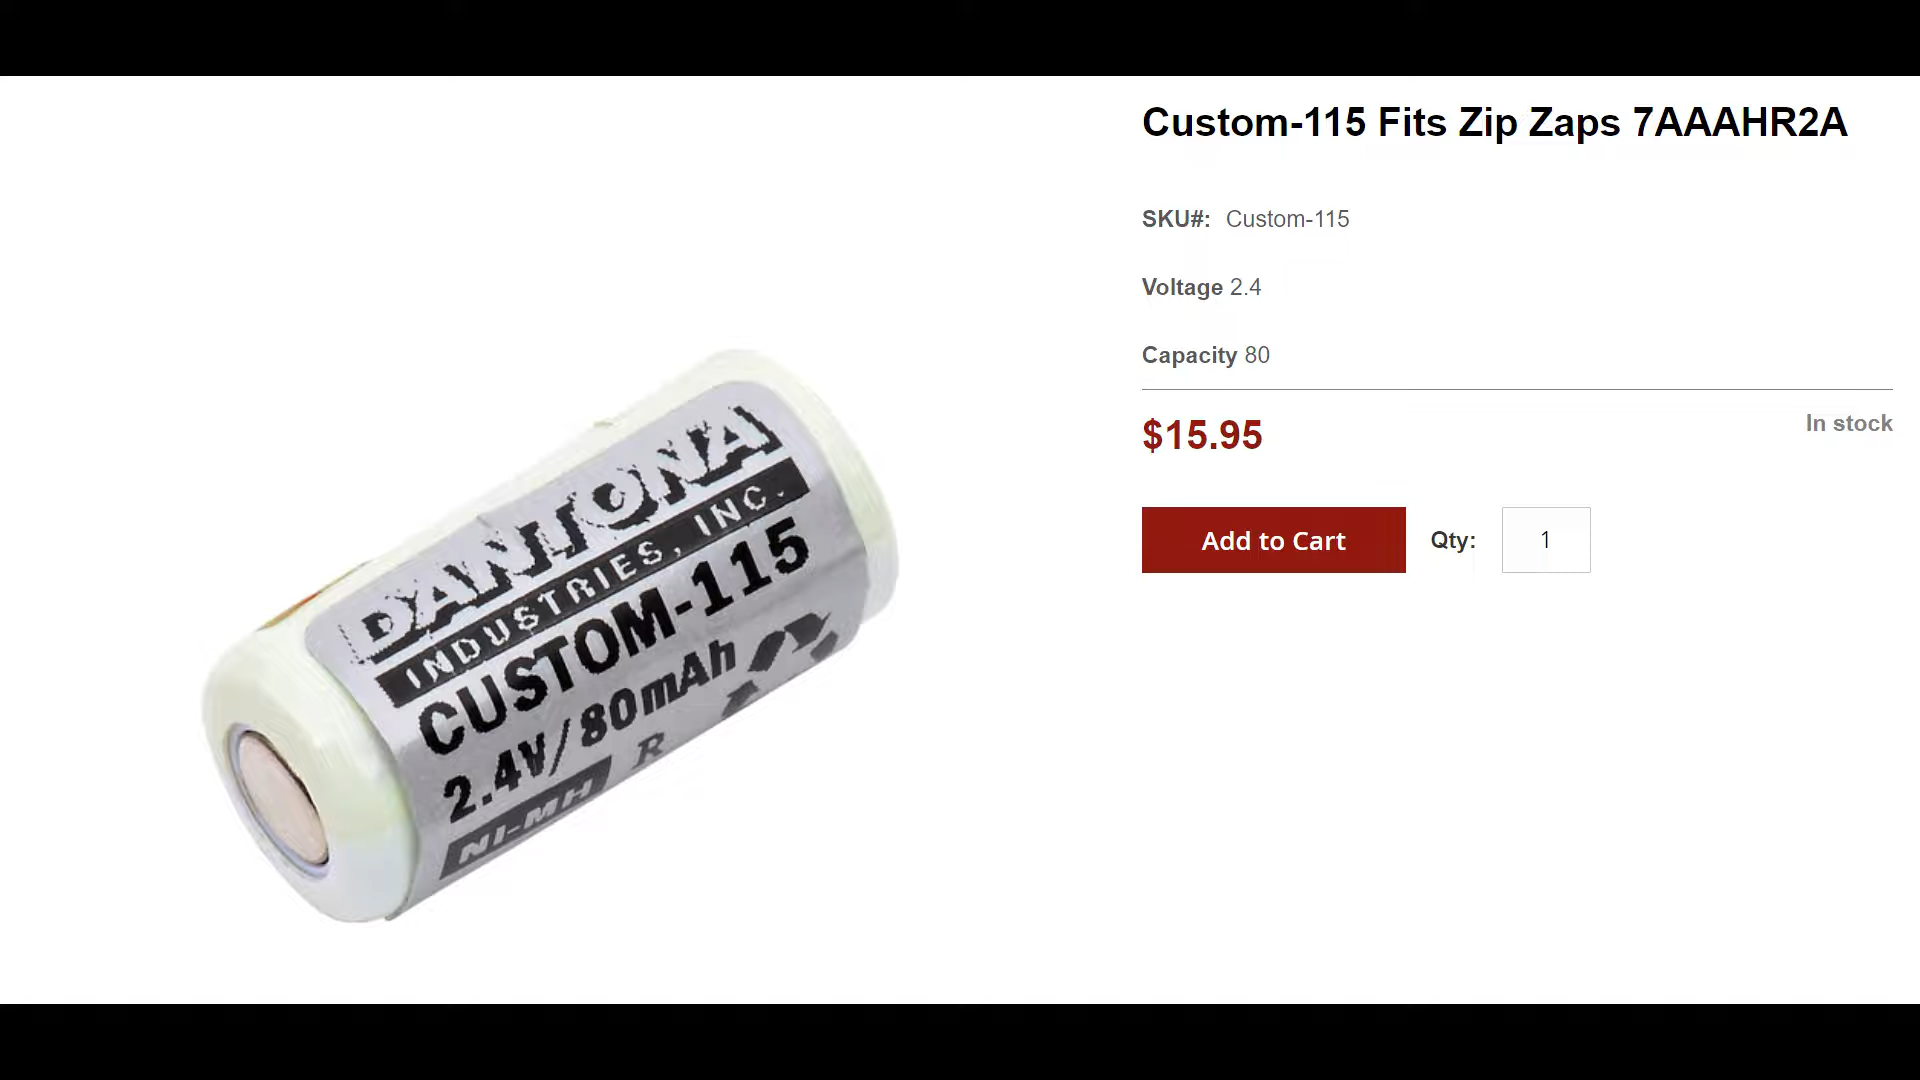 Custom-115 Fits Zip Zaps 7AAAHR2A
SKU#: Custom-115
Voltage 2.4
Capacity 80
$15.95
In stock
Add to Cart Qty: 1
DANTONA
INDUSTRIES, INC.
CUSTOM-115
2.4V/80mAh
NI-MH R